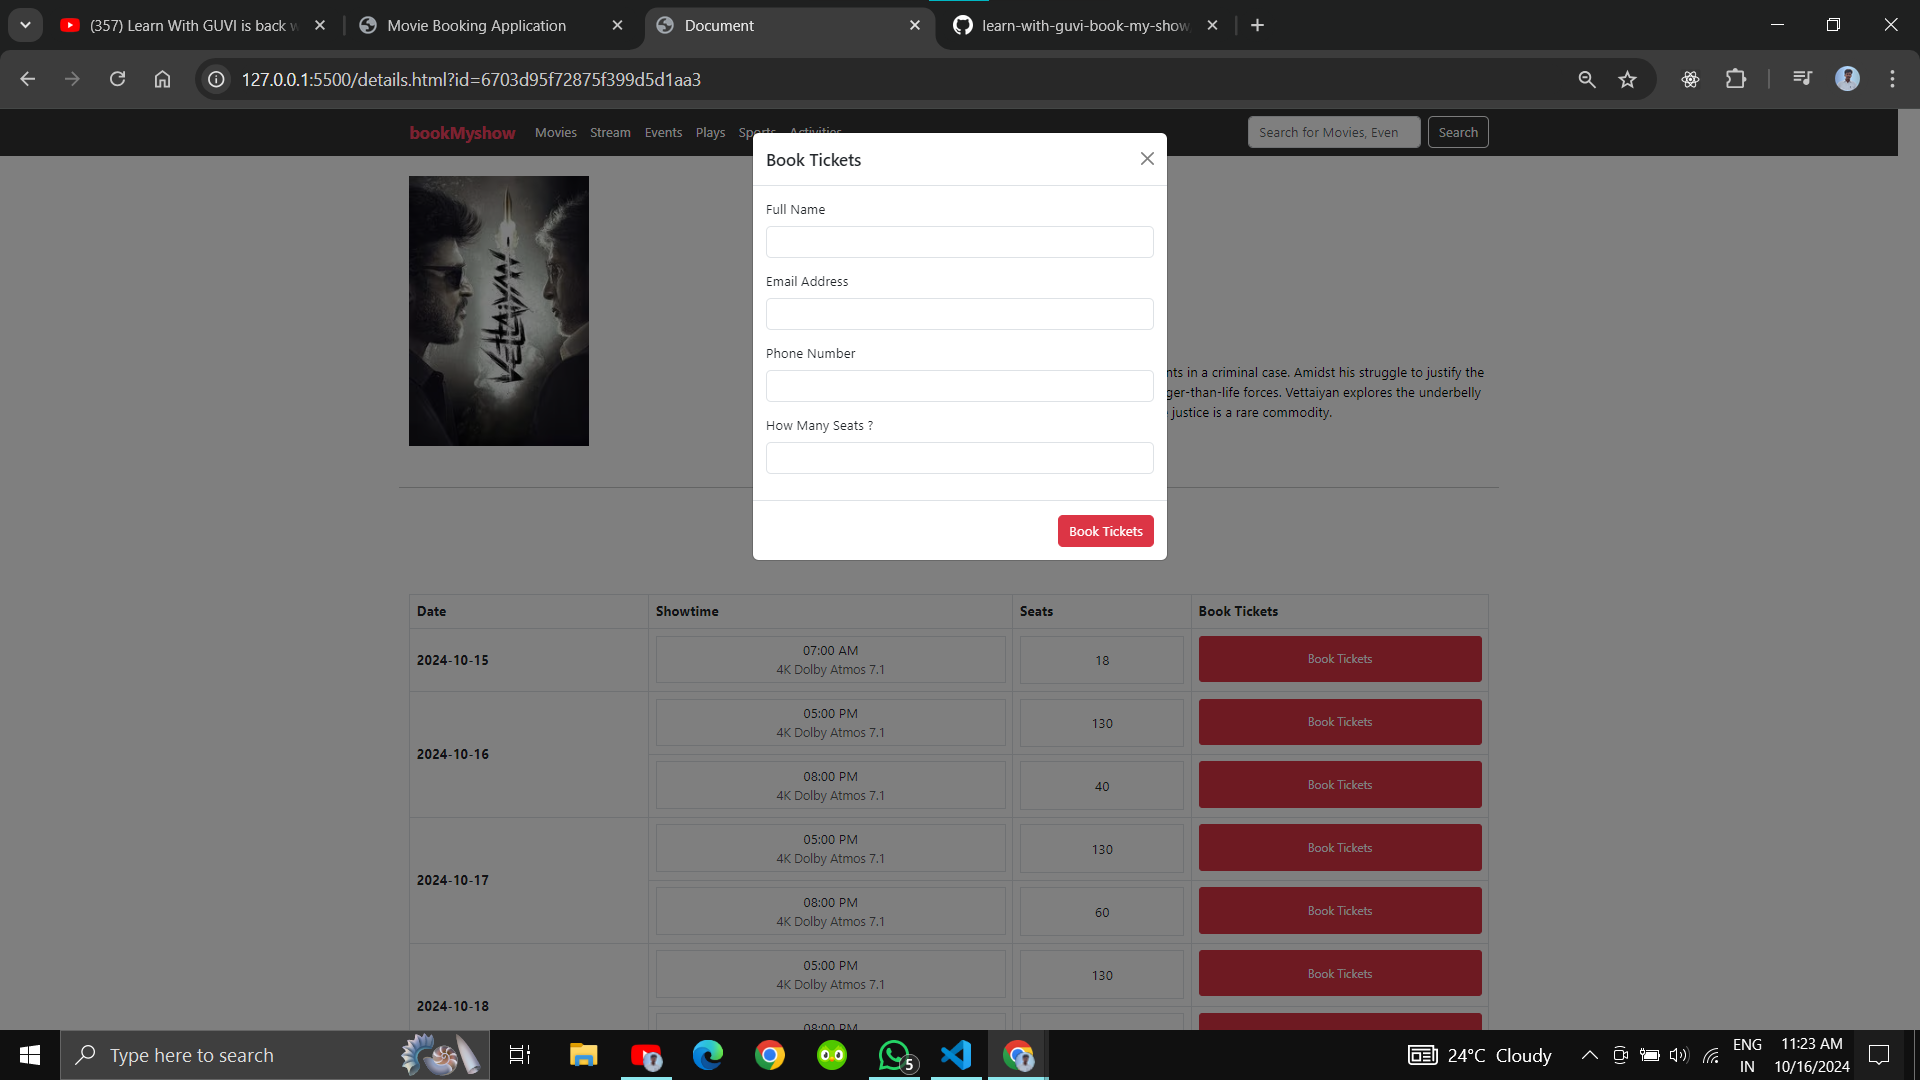 (357) Learn With GUVI is back w
Movie Booking Application
Document
learn-with-guvi-book-my-show
127.0.0.1:5500/details.html?id=6703d95f72875f399d5d1aa3
bookMyshow
Movies Stream Events Plays Sports Activities
Search for Movies, Even
Search
Book Tickets
Full Name
Email Address
Phone Number
How Many Seats ?
Book Tickets
VETTAIYAN
nts in a criminal case. Amidst his struggle to justify the
ger-than-life forces. Vettaiyan explores the underbelly
justice is a rare commodity.
Date Showtime Seats Book Tickets
2024-10-15
07:00 AM
4K Dolby Atmos 7.1
18
Book Tickets
2024-10-16
05:00 PM
4K Dolby Atmos 7.1
130
Book Tickets
08:00 PM
4K Dolby Atmos 7.1
40
Book Tickets
2024-10-17
05:00 PM
4K Dolby Atmos 7.1
130
Book Tickets
08:00 PM
4K Dolby Atmos 7.1
60
Book Tickets
2024-10-18
05:00 PM
4K Dolby Atmos 7.1
130
Book Tickets
08:00 PM
Type here to search
5
24°C Cloudy
ENG
IN
11:23 AM
10/16/2024